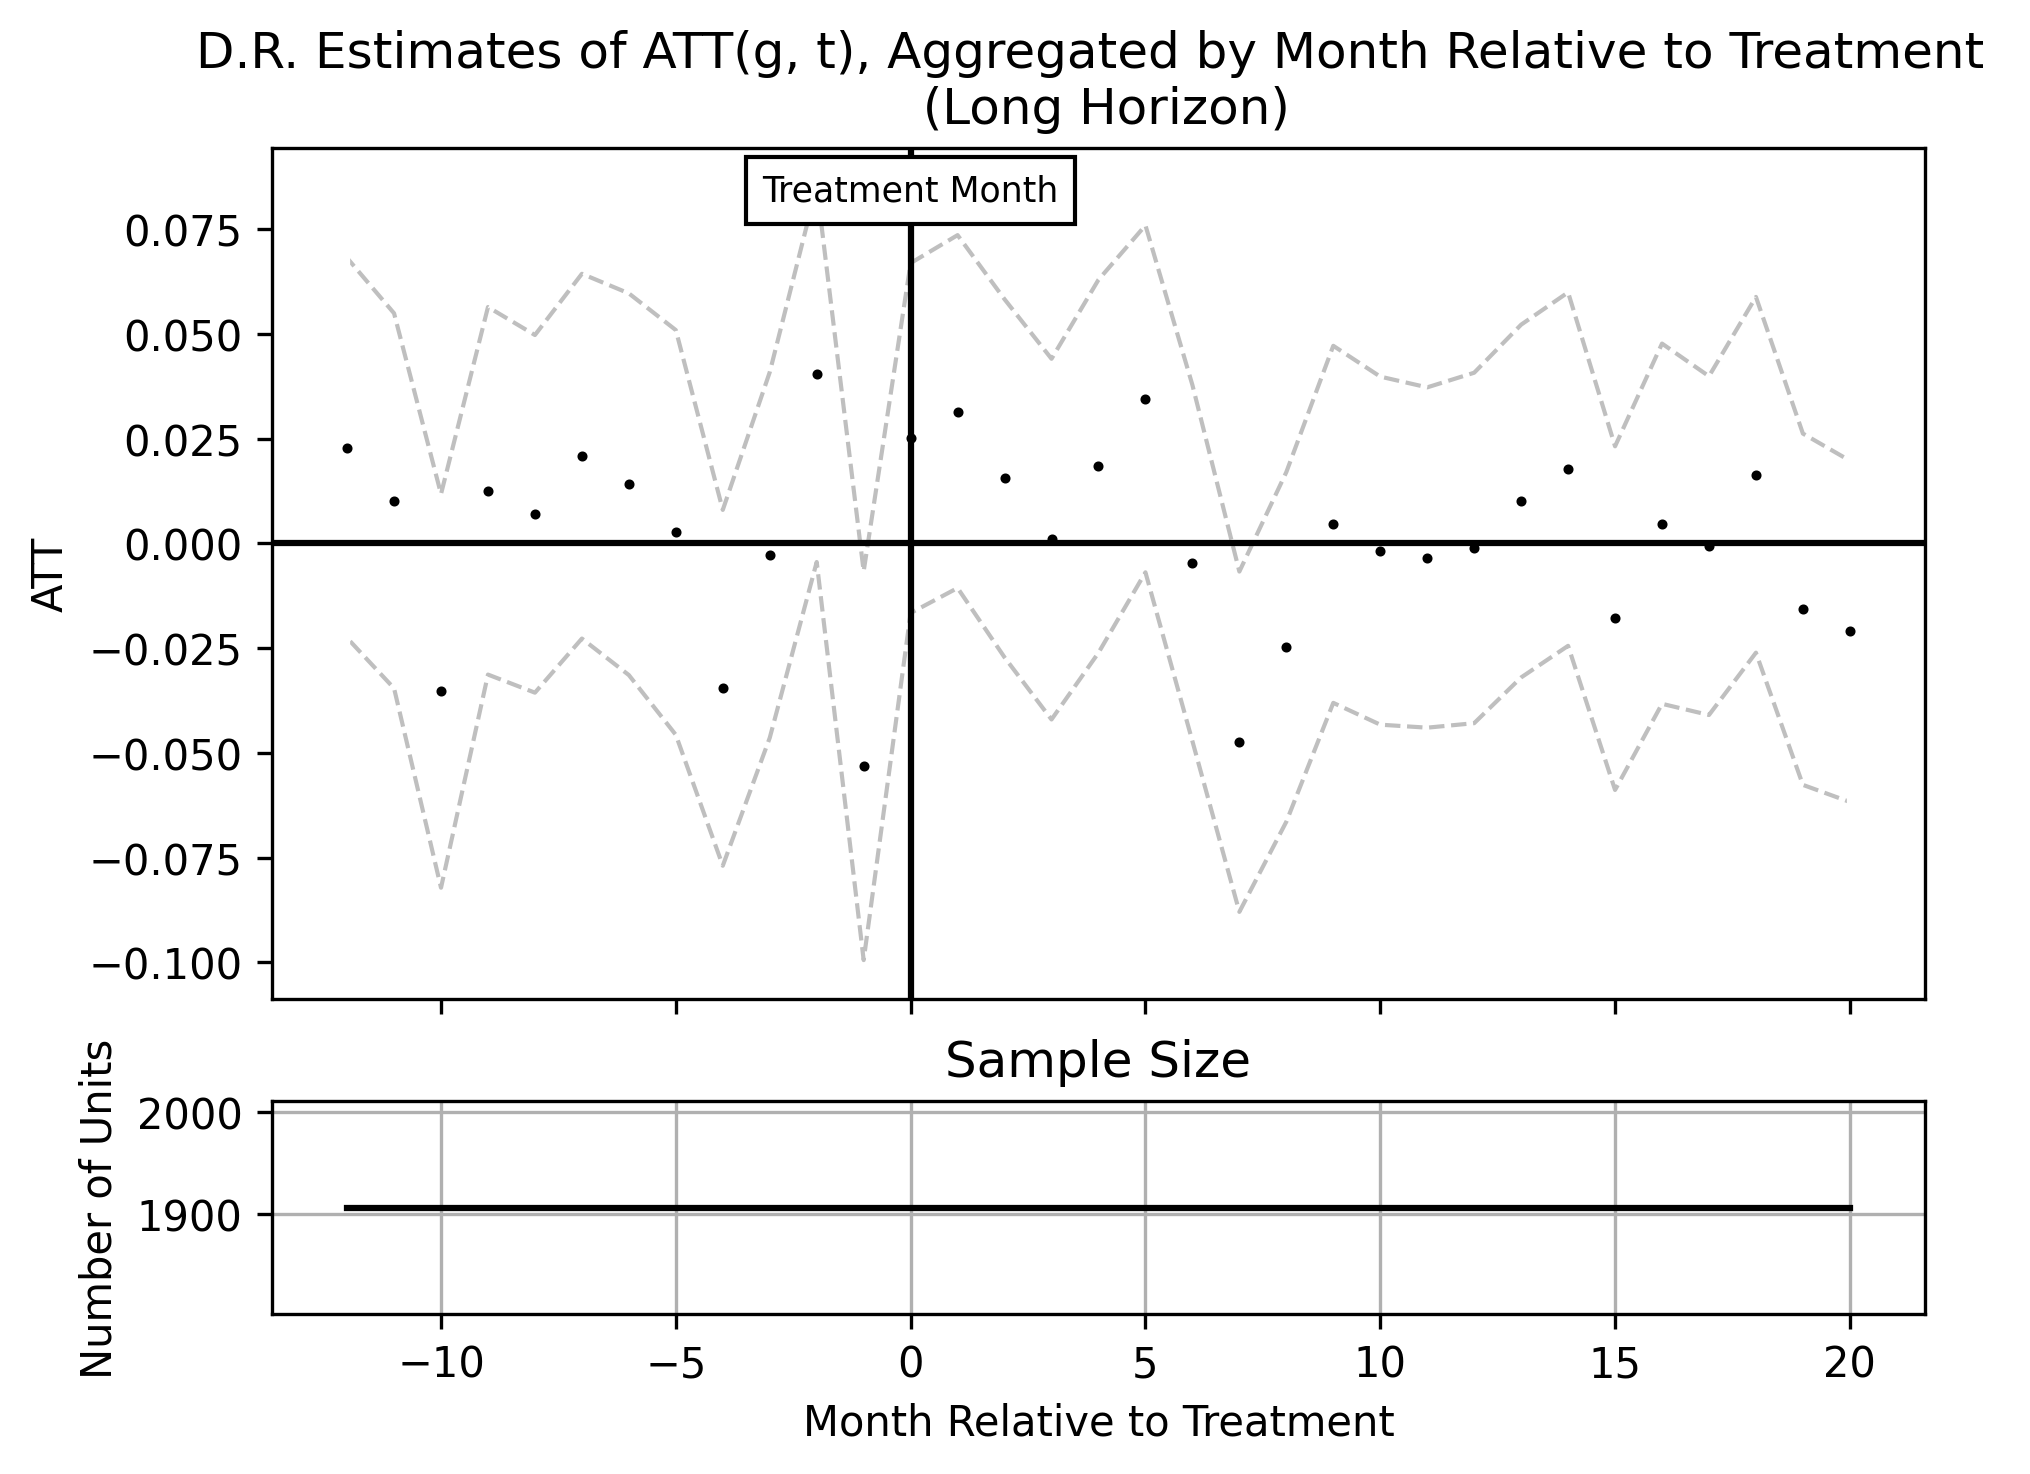 D.R. Estimates of ATT(g, t), Aggregated by Month Relative to Treatment
(Long Horizon)
Treatment Month
0.075
0.050
0.025
0.000
−0.025
−0.050
−0.075
−0.100
ATT
Sample Size
2000
1900
Number of Units
−10 −5 0 5 10 15 20
Month Relative to Treatment